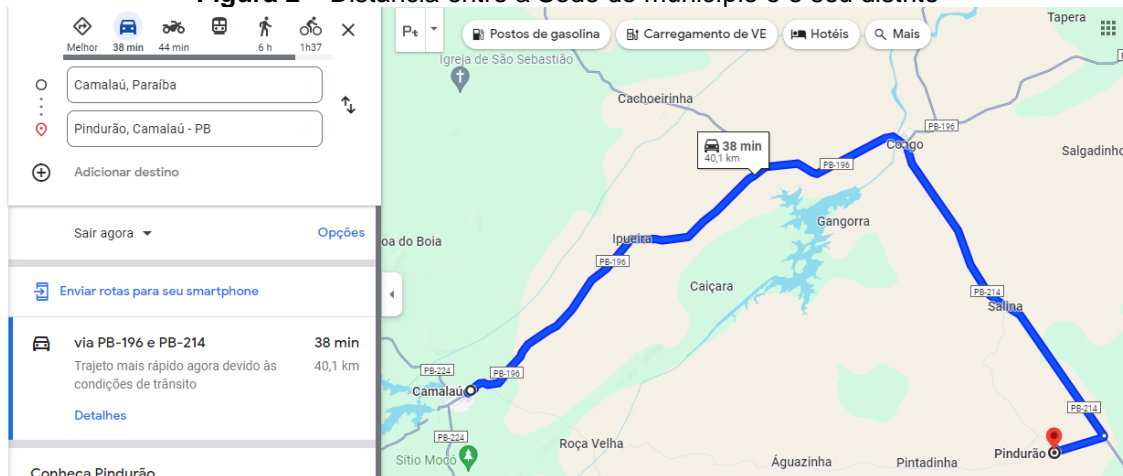 Figura 2 – Distância entre a Sede do município e o seu distrito
Melhor
38 min
44 min
6 h
1h37
Camalaú, Paraíba
Pindurão, Camalaú - PB
Adicionar destino
Sair agora
Opções
Enviar rotas para seu smartphone
via PB-196 e PB-214
38 min
Trajeto mais rápido agora devido às
40,1 km
condições de trânsito
Detalhes
Conheça Pindurão
Postos de gasolina
Carregamento de VE
Hotéis
Mais
Tapera
Igreja de São Sebastião
Cachoeirinha
PB-196
Congo
38 min
40,1 km
PB-196
Salgadinho
Gangorra
Ipueira
oa do Boia
PB-196
Caiçara
PB-214
Salina
PB-224
PB-196
Camalaú
PB-214
PB-224
Roça Velha
Sítio Mocó
Águazinha
Pintadinha
Pindurão